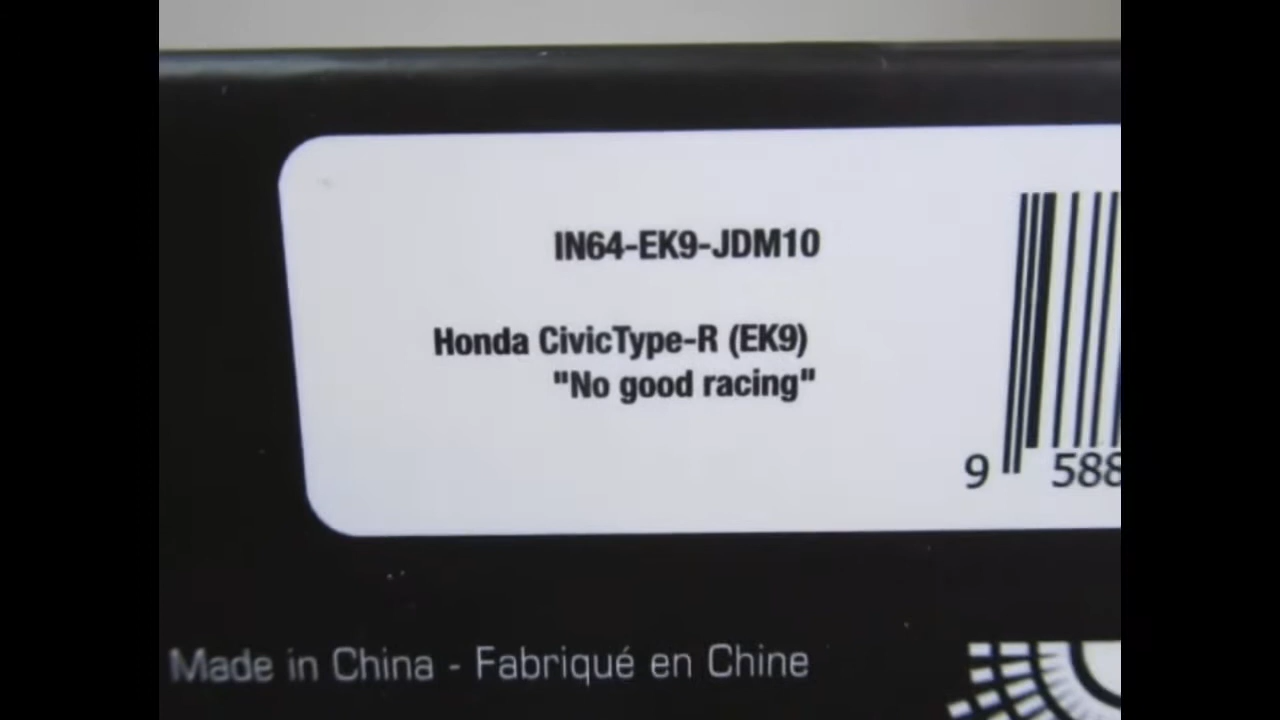 IN64-EK9-JDM10
Honda CivicType-R (EK9)
"No good racing"
9 588
Made in China - Fabriqué en Chine